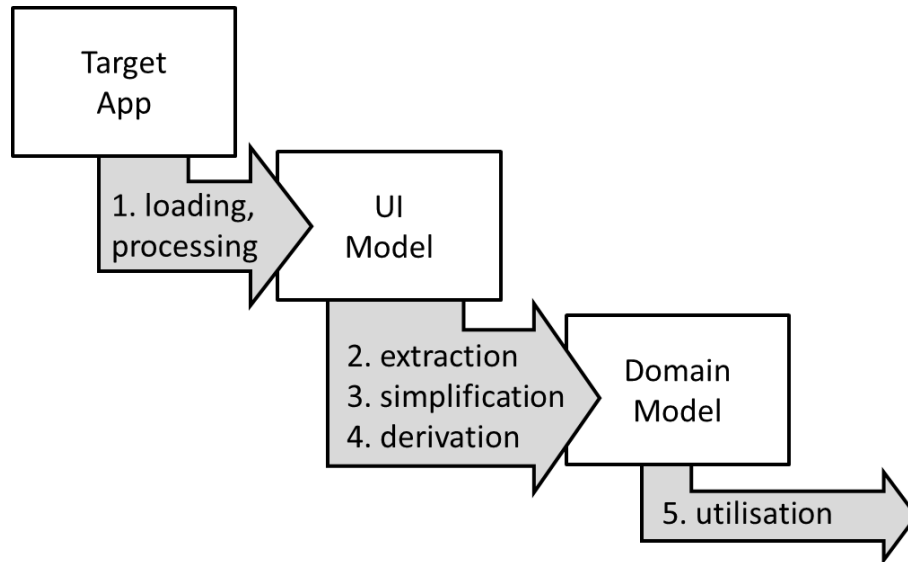 Target
App
1. loading,
processing
UI
Model
2. extraction
3. simplification
4. derivation
Domain
Model
5. utilisation